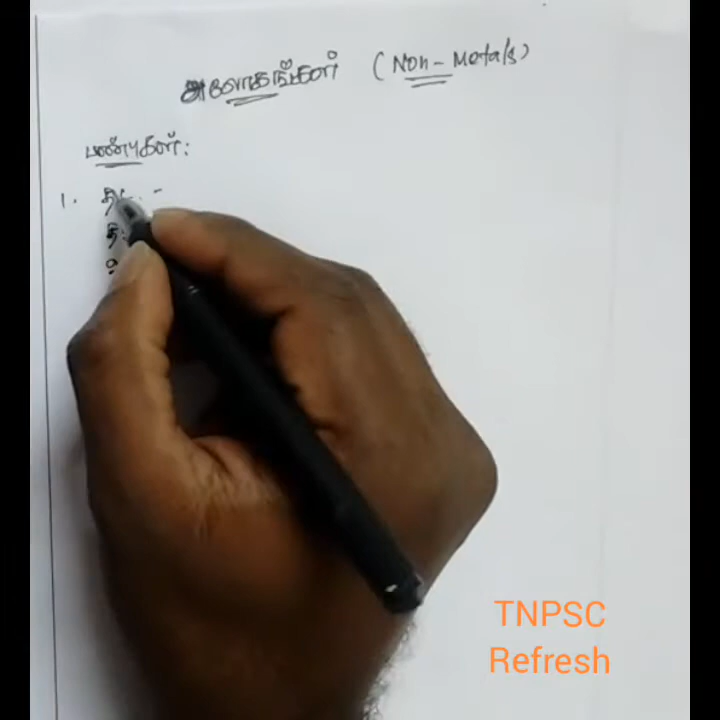 அலோகங்கள் (Non-Metals)
பண்புகள்:
1. தி -
தி
TNPSC
Refresh